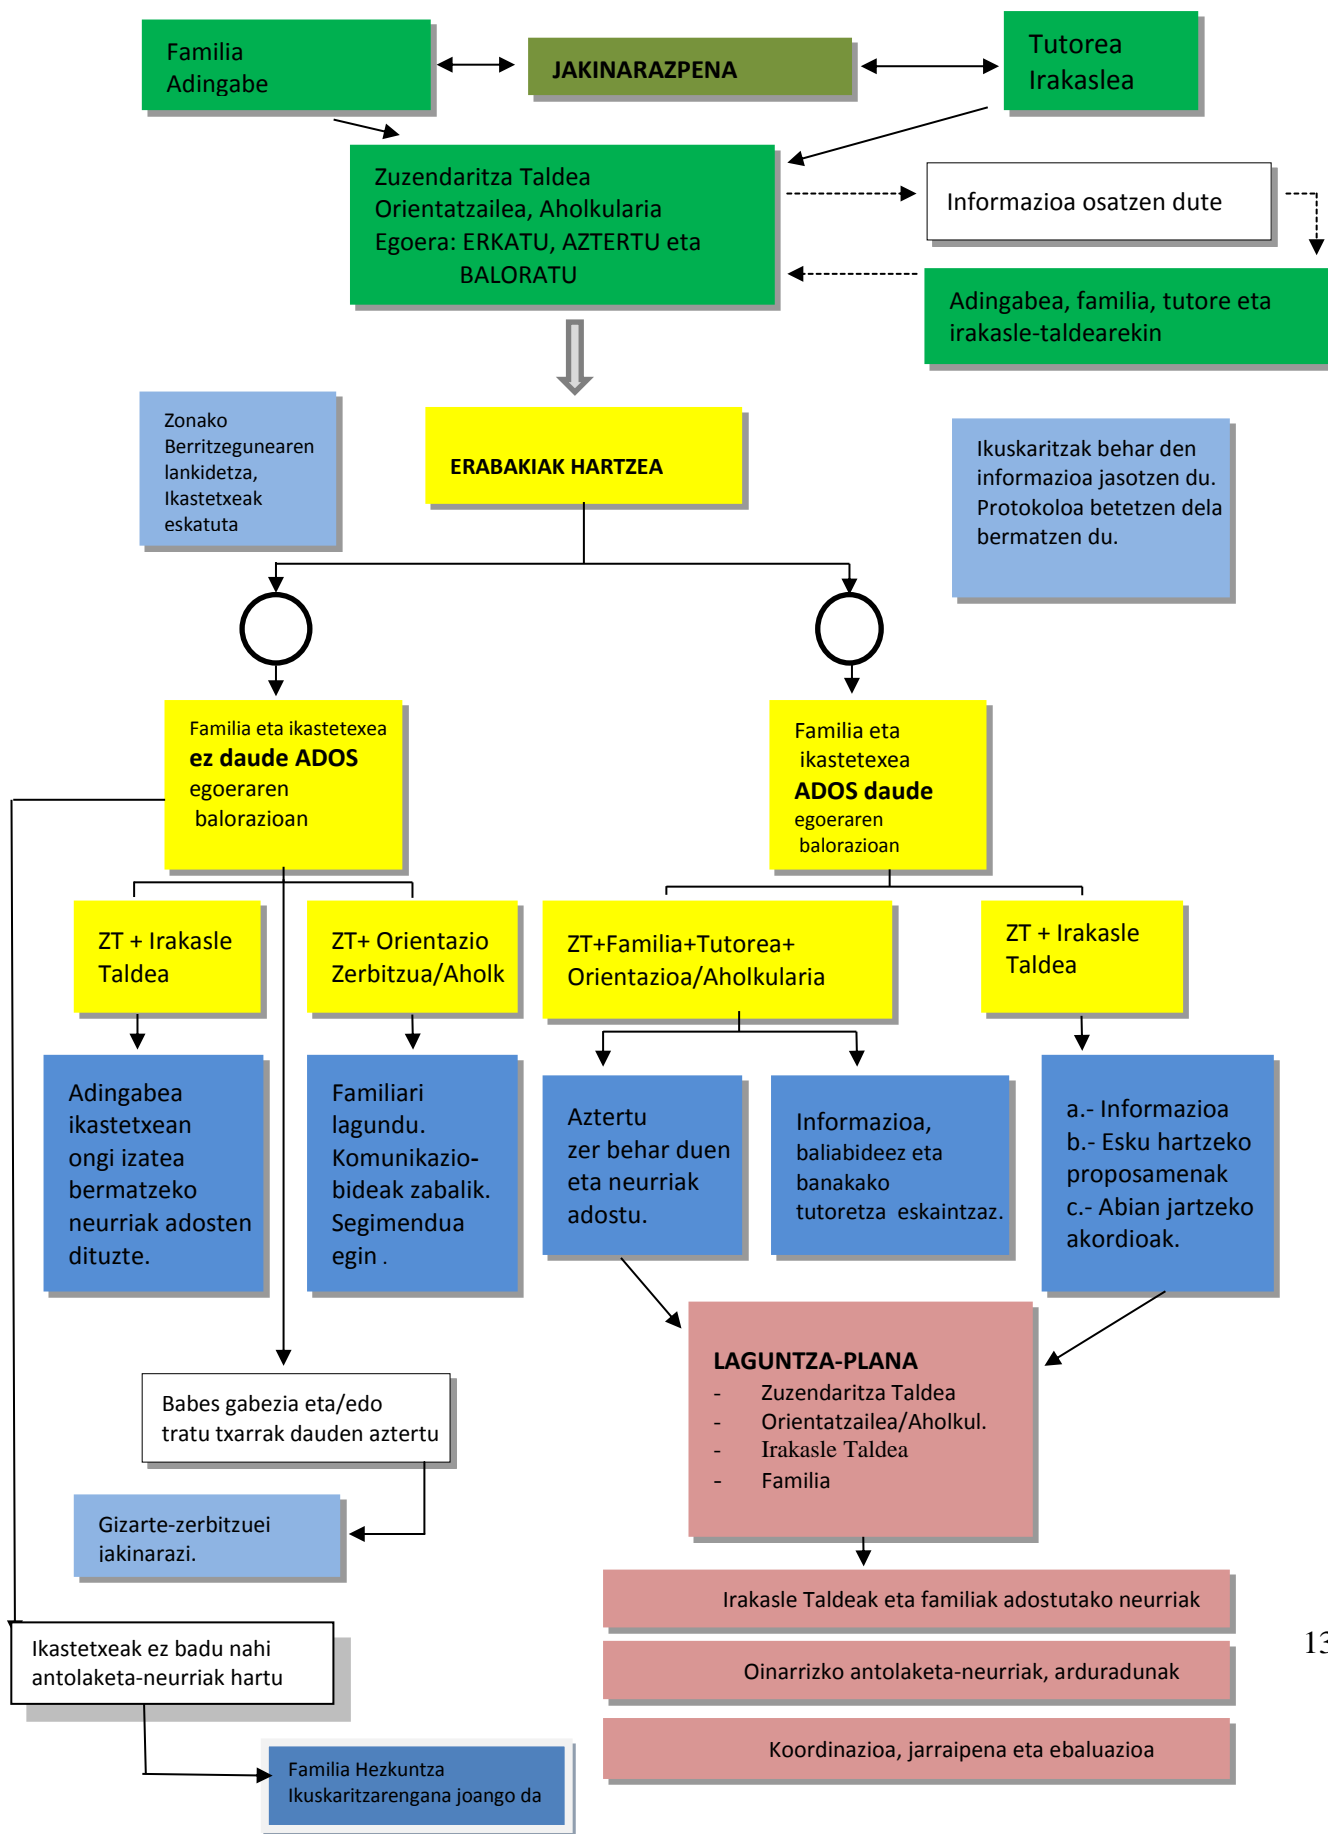 Familia
Adingabe
JAKINARAZPENA
Tutorea
Irakaslea
Zuzendaritza Taldea
Orientatzailea, Aholkularia
Egoera: ERKATU, AZTERTU eta
BALORATU
Informazioa osatzen dute
Adingabea, familia, tutore eta
irakasle-taldearekin
Zonako
Berritzegunearen
lankidetza,
Ikastetxeak
eskatuta
ERABAKIAK HARTZEA
Ikuskaritzak behar den
informazioa jasotzen du.
Protokoloa betetzen dela
bermatzen du.
Familia eta ikastetexea
ez daude ADOS
egoeraren
balorazioan
Familia eta
ikastetexea
ADOS daude
egoeraren
balorazioan
ZT + Irakasle
Taldea
ZT+ Orientazio
Zerbitzua/Aholk
ZT+Familia+Tutorea+
Orientazioa/Aholkularia
ZT + Irakasle
Taldea
Adingabea
ikastetxean
ongi izatea
bermatzeko
neurriak adosten
dituzte.
Familiari
lagundu.
Komunikazio-
bideak zabalik.
Segimendua
egin .
Aztertu
zer behar duen
eta neurriak
adostu.
Informazioa,
baliabideez eta
banakako
tutoretza eskaintzaz.
a.- Informazioa
b.- Esku hartzeko
proposamenak
c.- Abian jartzeko
akordioak.
Babes gabezia eta/edo
tratu txarrak dauden aztertu
LAGUNTZA-PLANA
- Zuzendaritza Taldea
- Orientatzailea/Aholkul.
- Irakasle Taldea
- Familia
Gizarte-zerbitzuei
jakinarazi.
Irakasle Taldeak eta familiak adostutako neurriak
Ikastetxeak ez badu nahi
antolaketa-neurriak hartu
Oinarrizko antolaketa-neurriak, arduradunak
13
Koordinazioa, jarraipena eta ebaluazioa
Familia Hezkuntza
Ikuskaritzarengana joango da